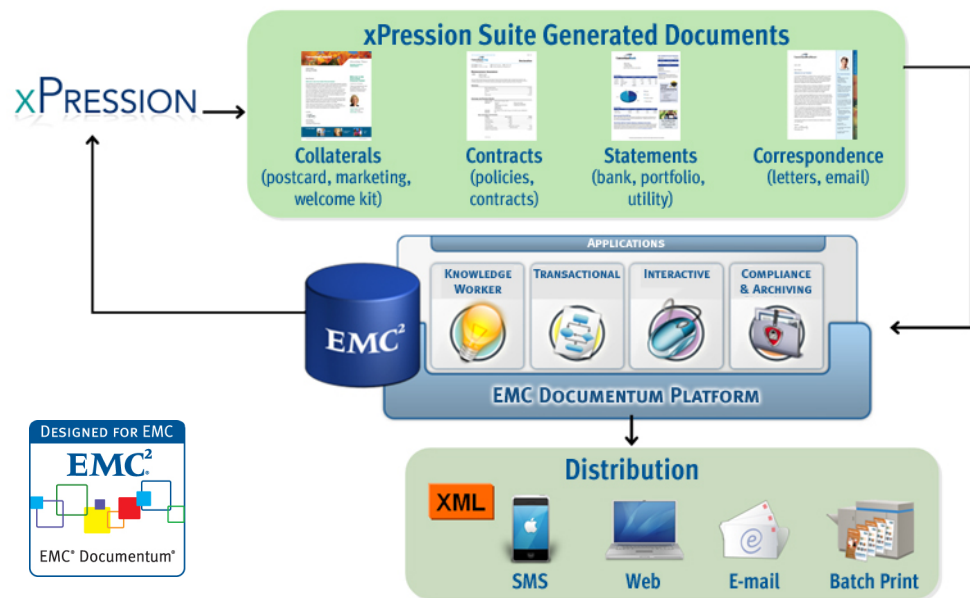 xPression Suite Generated Documents
xPRESSION
Collaterals
(postcard, marketing,
welcome kit)
Contracts
(policies,
contracts)
Statements
(bank, portfolio,
utility)
Correspondence
(letters, email)
APPLICATIONS
KNOWLEDGE
WORKER
TRANSACTIONAL
INTERACTIVE
COMPLIANCE
& ARCHIVING
EMC²
EMC DOCUMENTUM PLATFORM
DESIGNED FOR EMC
EMC²®
EMC® Documentum®
Distribution
XML
SMS
Web
E-mail
Batch Print